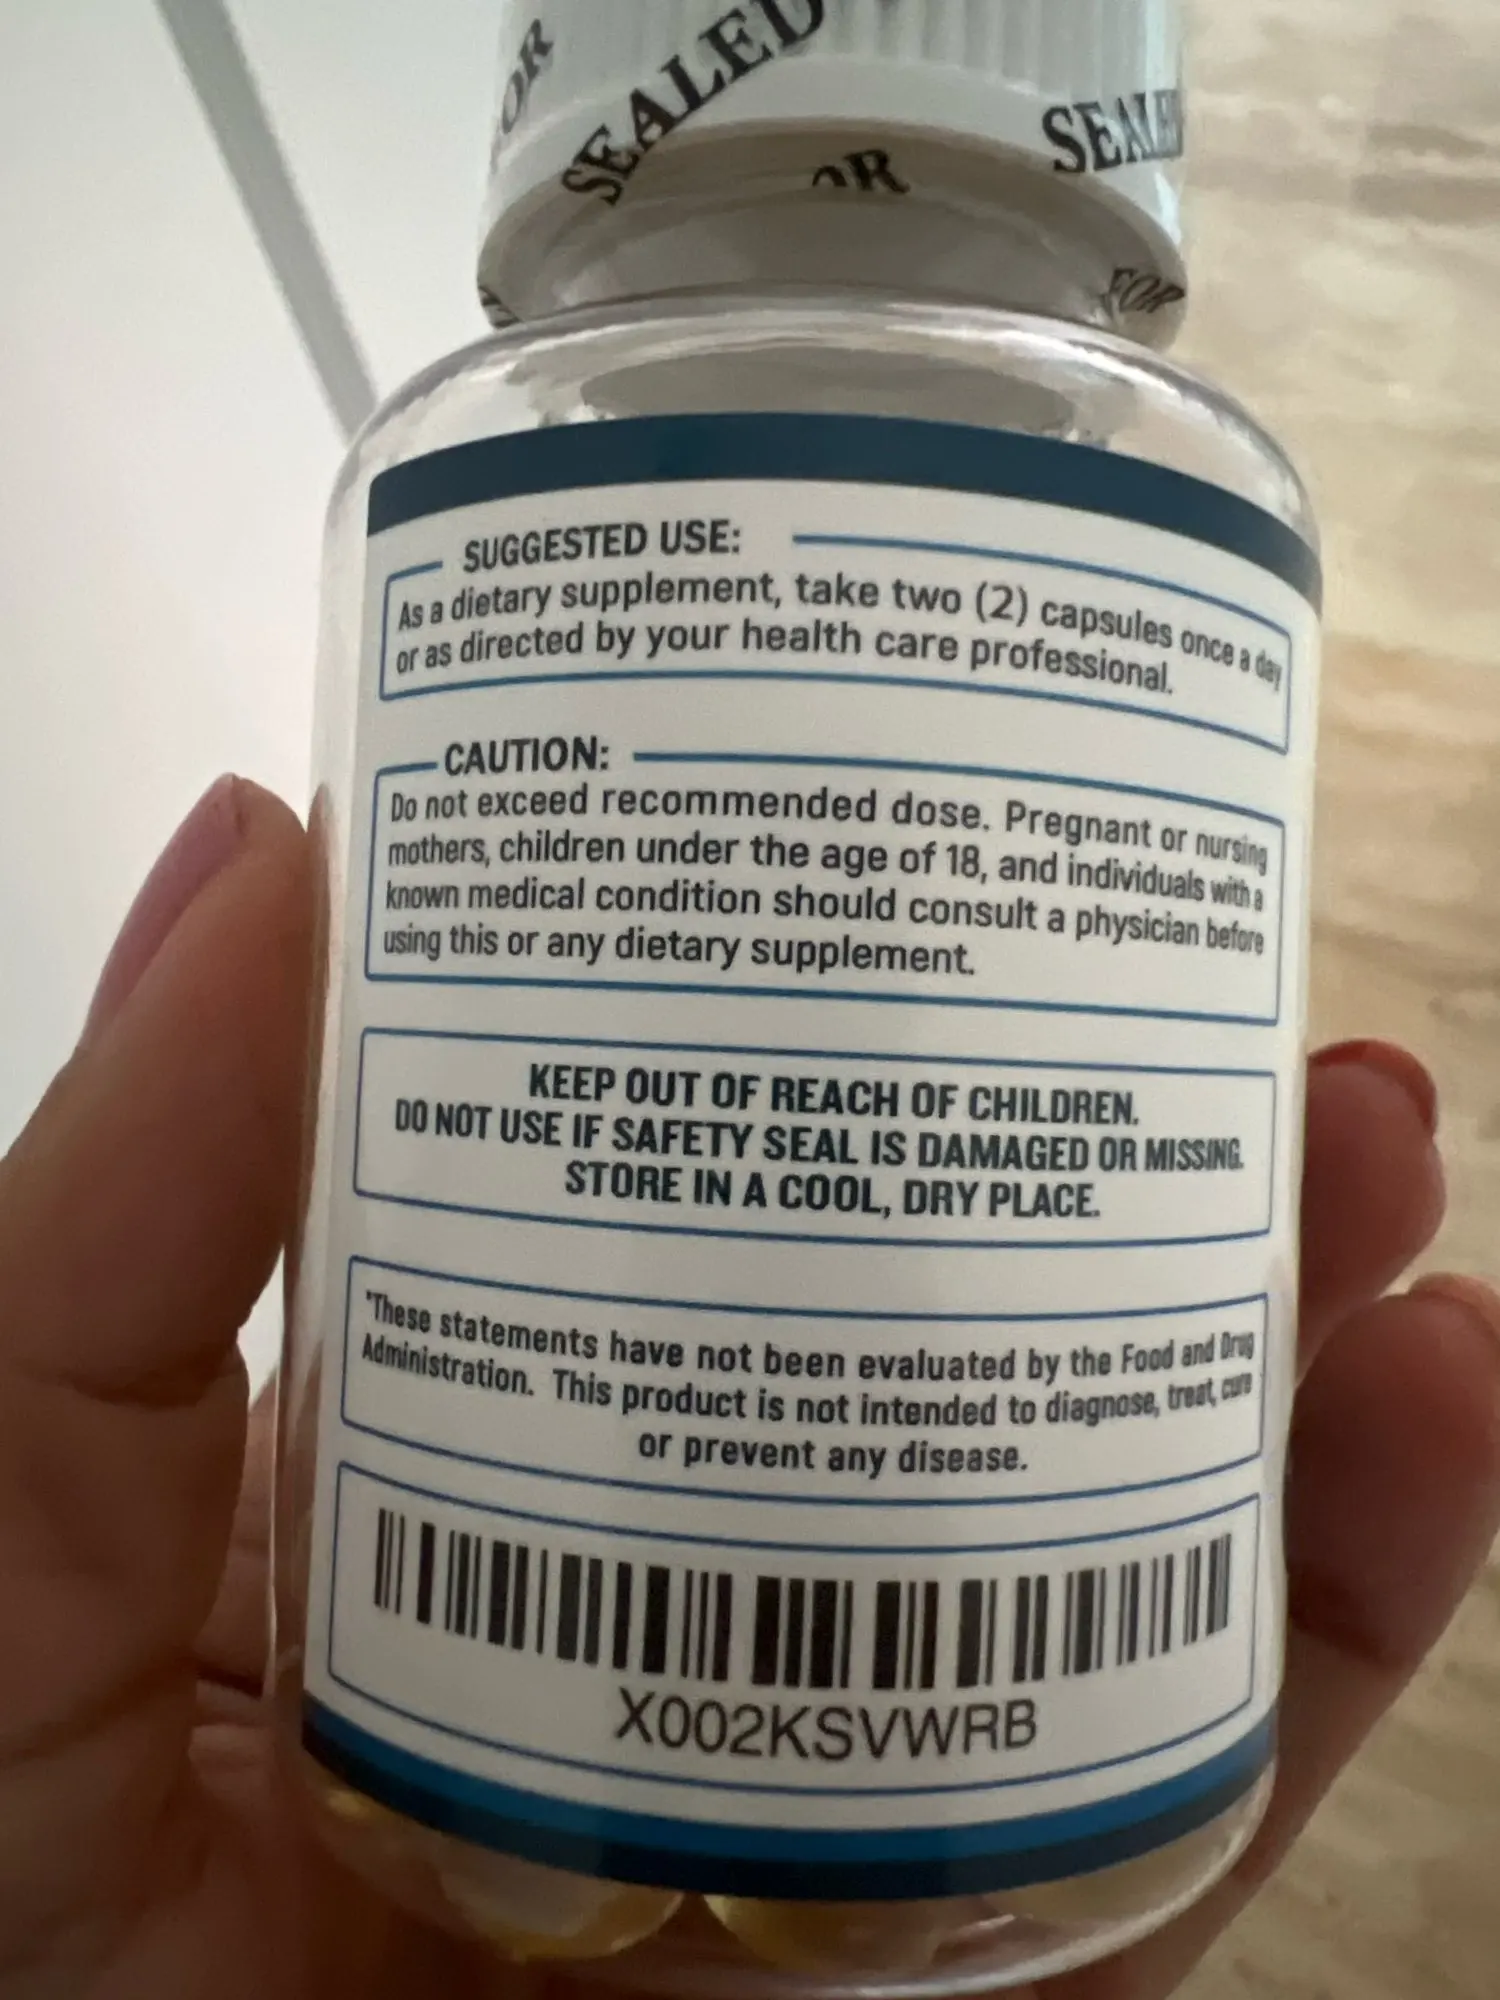 FOR
SEALED
SEALED
OR
FOR
SUGGESTED USE:
As a dietary supplement, take two (2) capsules once a day
or as directed by your health care professional.
CAUTION:
Do not exceed recommended dose. Pregnant or nursing
mothers, children under the age of 18, and individuals with a
known medical condition should consult a physician before
using this or any dietary supplement.
KEEP OUT OF REACH OF CHILDREN.
DO NOT USE IF SAFETY SEAL IS DAMAGED OR MISSING.
STORE IN A COOL, DRY PLACE.
*These statements have not been evaluated by the Food and Drug
Administration. This product is not intended to diagnose, treat, cure
or prevent any disease.
X002KSVWRB